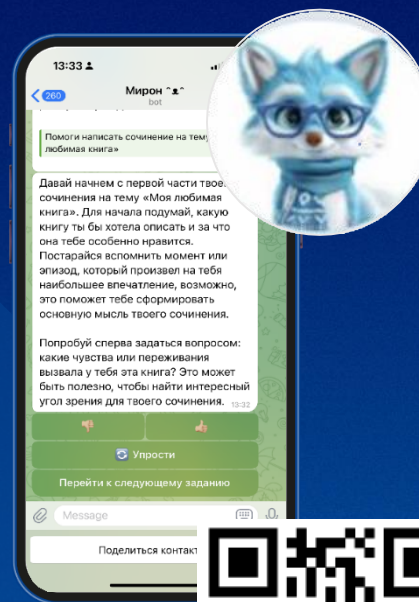 13:33
260
Мирон ^ᴥ^
bot
Помоги написать сочинение на тему
любимая книга»
Давай начнем с первой части твоего
сочинения на тему «Моя любимая
книга». Для начала подумай, какую
книгу ты бы хотела описать и за что
она тебе особенно нравится.
Постарайся вспомнить момент или
эпизод, который произвел на тебя
наибольшее впечатление, возможно,
это поможет тебе сформировать
основную мысль твоего сочинения.
Попробуй сперва задаться вопросом:
какие чувства или переживания
вызвала у тебя эта книга? Это может
быть полезно, чтобы найти интересный
угол зрения для твоего сочинения. 13:32
Упрости
Перейти к следующему заданию
Message
Поделиться контакт